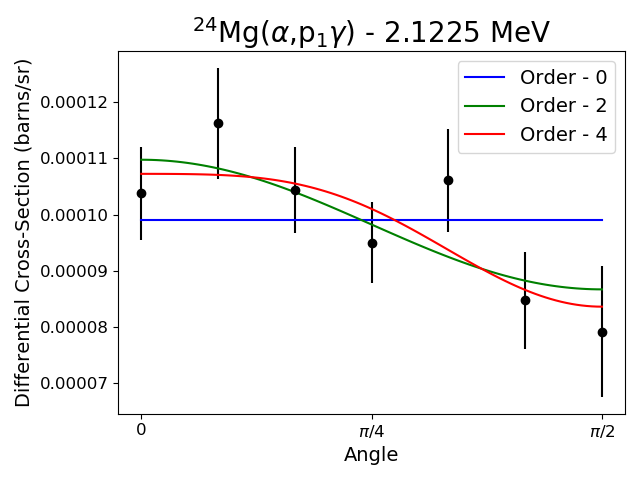 ²⁴Mg(α,p₁γ) - 2.1225 MeV
Differential Cross-Section (barns/sr)
0.00012
0.00011
0.00010
0.00009
0.00008
0.00007
Order - 0
Order - 2
Order - 4
0
π/4
π/2
Angle